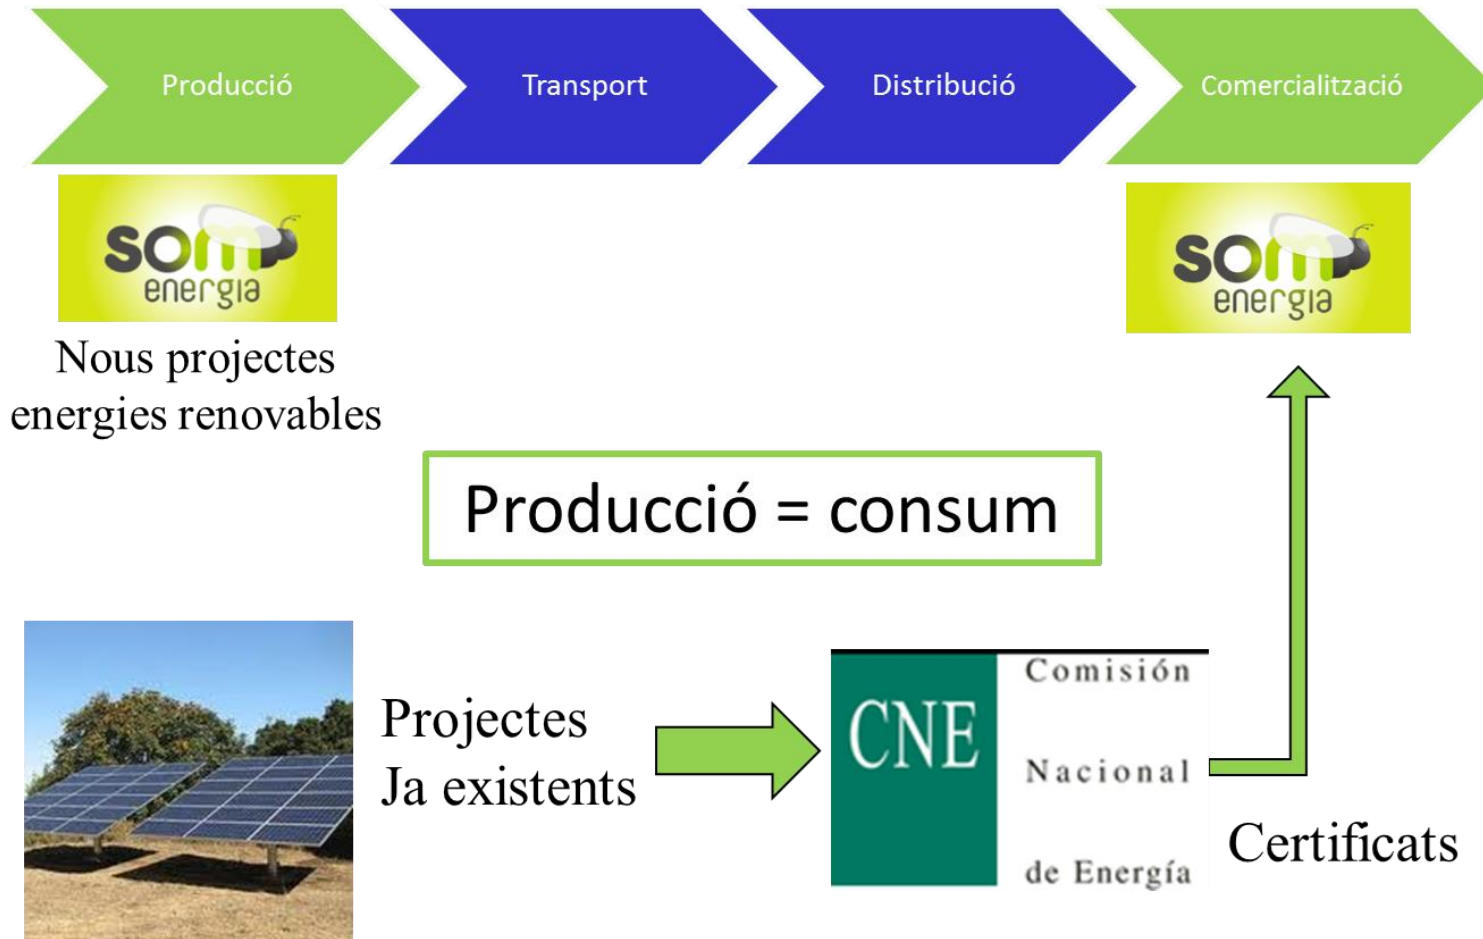 Producció
Transport
Distribució
Comercialització
som
energia
som
energia
Nous projectes
energies renovables
Producció = consum
Projectes
Ja existents
CNE
Comisión
Nacional
de Energía
Certificats